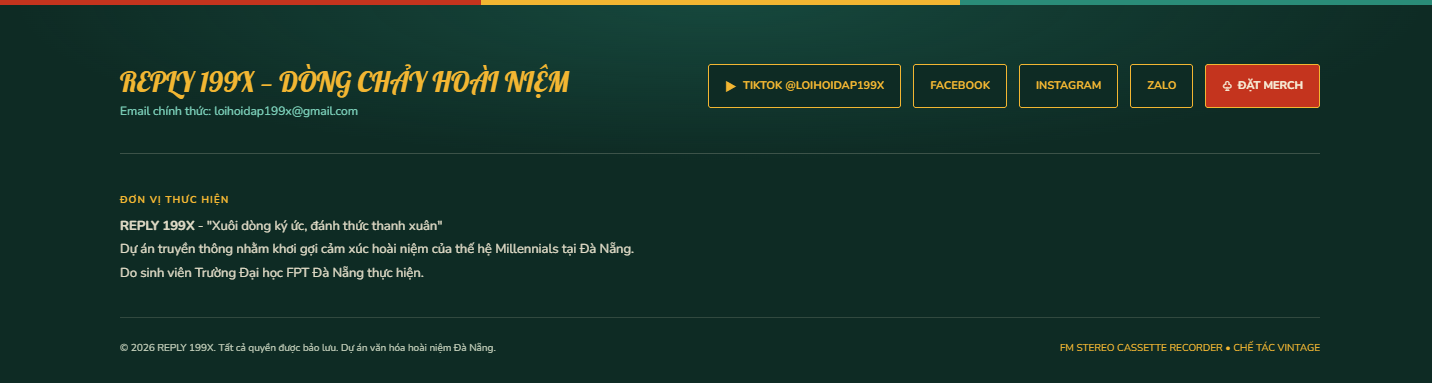 REPLY 199X – DÒNG CHẢY HOÀI NIỆM
Email chính thức: loihoidap199x@gmail.com
▶ TIKTOK @LOIHOIDAP199X
FACEBOOK
INSTAGRAM
ZALO
ĐẶT MERCH
ĐƠN VỊ THỰC HIỆN
REPLY 199X - "Xuôi dòng ký ức, đánh thức thanh xuân"
Dự án truyền thông nhằm khơi gợi cảm xúc hoài niệm của thế hệ Millennials tại Đà Nẵng.
Do sinh viên Trường Đại học FPT Đà Nẵng thực hiện.
© 2026 REPLY 199X. Tất cả quyền được bảo lưu. Dự án văn hóa hoài niệm Đà Nẵng.
FM STEREO CASSETTE RECORDER • CHẾ TÁC VINTAGE